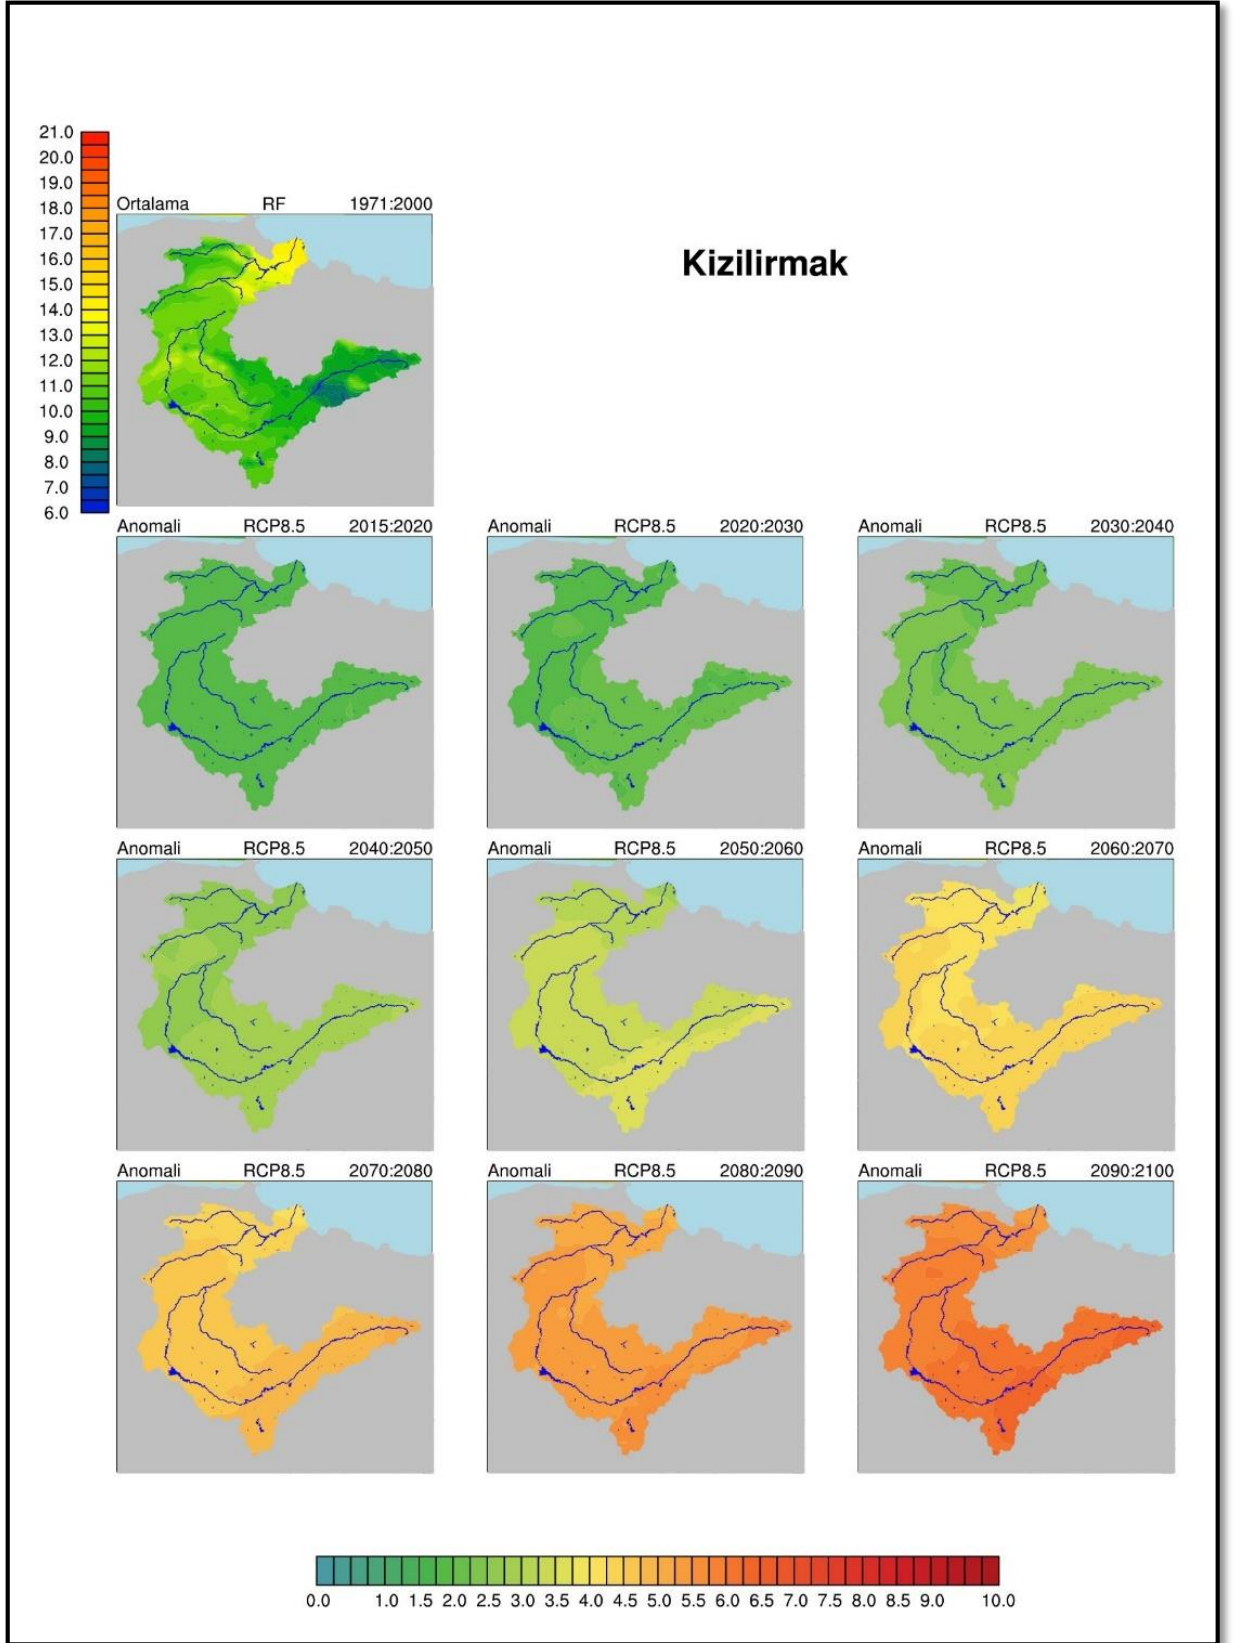 21.0
20.0
19.0
18.0
17.0
16.0
15.0
14.0
13.0
12.0
11.0
10.0
9.0
8.0
7.0
6.0
Ortalama RF 1971:2000
Kizilirmak
Anomali RCP8.5 2015:2020
Anomali RCP8.5 2020:2030
Anomali RCP8.5 2030:2040
Anomali RCP8.5 2040:2050
Anomali RCP8.5 2050:2060
Anomali RCP8.5 2060:2070
Anomali RCP8.5 2070:2080
Anomali RCP8.5 2080:2090
Anomali RCP8.5 2090:2100
0.0 1.0 1.5 2.0 2.5 3.0 3.5 4.0 4.5 5.0 5.5 6.0 6.5 7.0 7.5 8.0 8.5 9.0 10.0